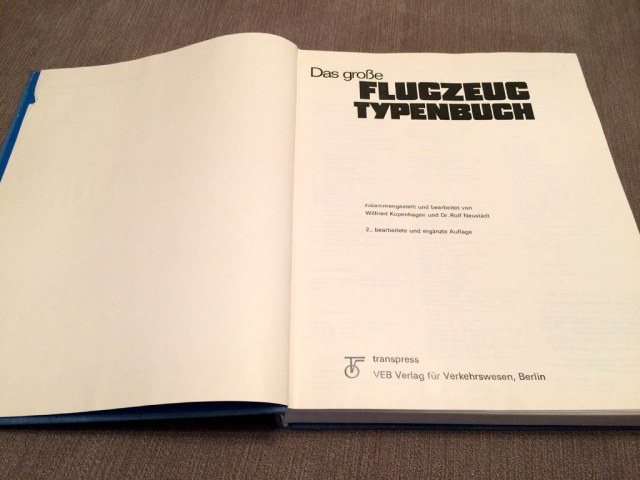 Das große
FLUGZEUG
TYPENBUCH
zusammengestellt und bearbeitet von
Wilfried Kopenhagen und Dr. Rolf Neustädt
2., bearbeitete und ergänzte Auflage
transpress
VEB Verlag für Verkehrswesen, Berlin